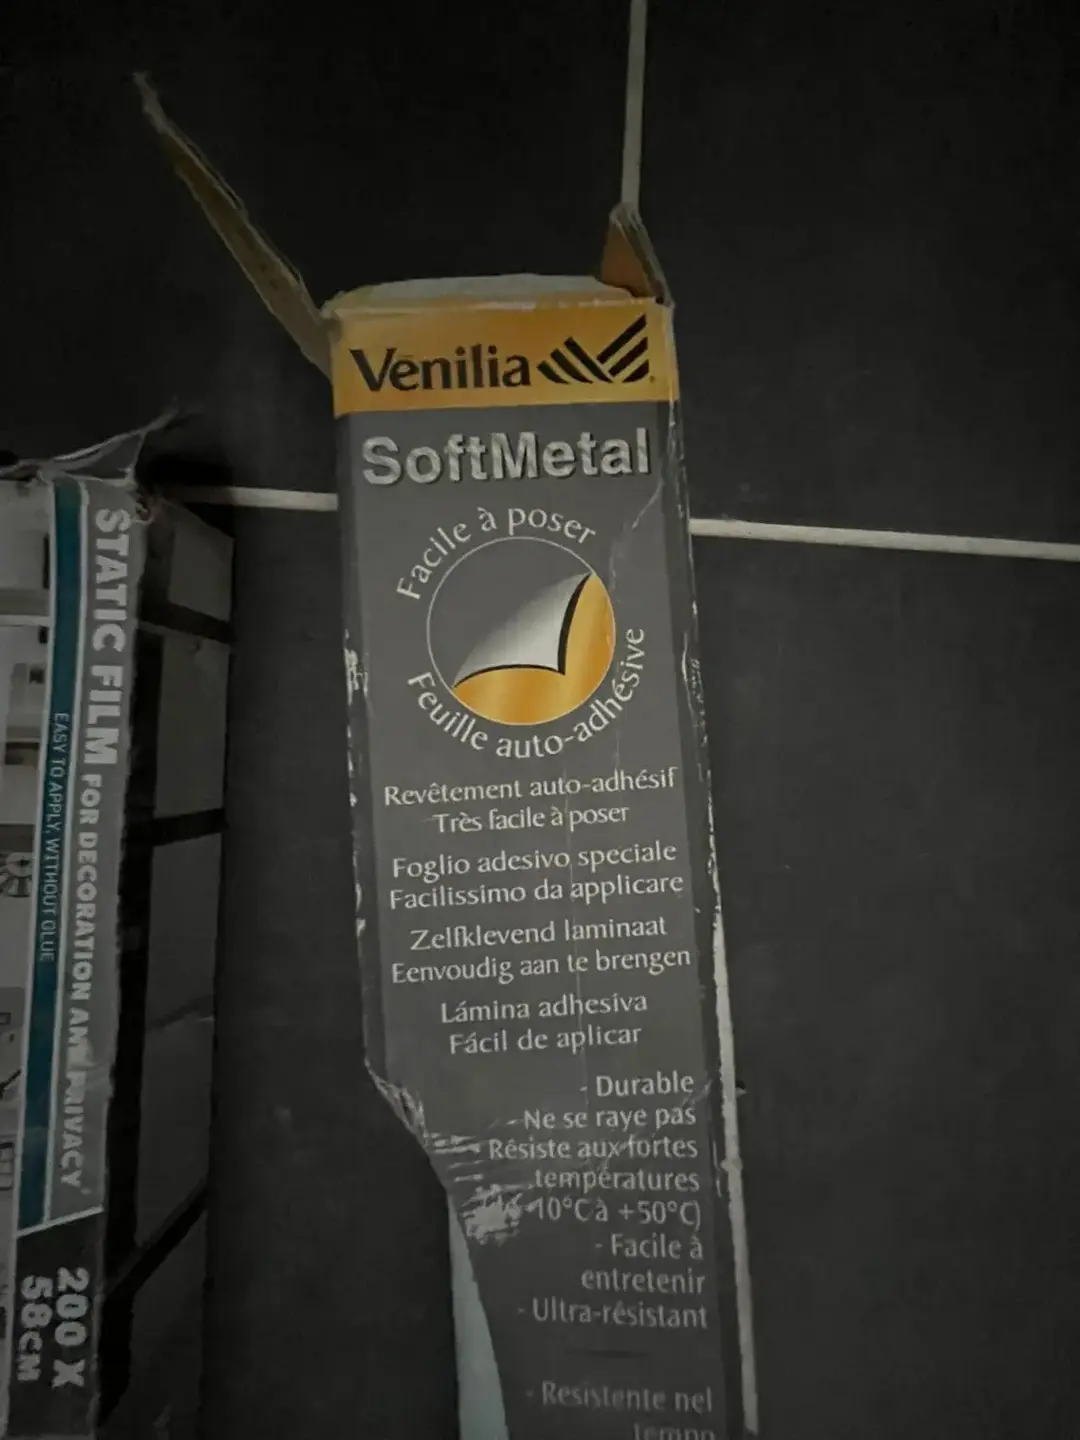 Venilia
SoftMetal
Facile à poser
Feuille auto-adhésive
Revêtement auto-adhésif
Très facile à poser
Foglio adesivo speciale
Facilissimo da applicare
Zelfklevend laminaat
Eenvoudig aan te brengen
Lámina adhesiva
Fácil de aplicar
- Durable
- Ne se raye pas
- Résiste aux fortes
températures
10°C à +50°C)
- Facile à
entretenir
- Ultra-résistant
- Resistente nel
tempo
STATIC FILM FOR DECORATION AND PRIVACY
EASY TO APPLY, WITHOUT GLUE
200 X
58CM